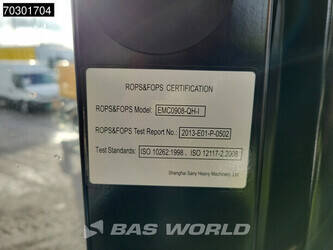 70301704
ROPS&FOPS CERTIFICATION
ROPS&FOPS Model: EMC0908-QH-I
ROPS&FOPS Test Report No.: 2013-E01-P-0502
Test Standards: ISO 10262:1998 , ISO 12117-2:2008
Shanghai Sany Heavy Machinery, Ltd.
BAS WORLD